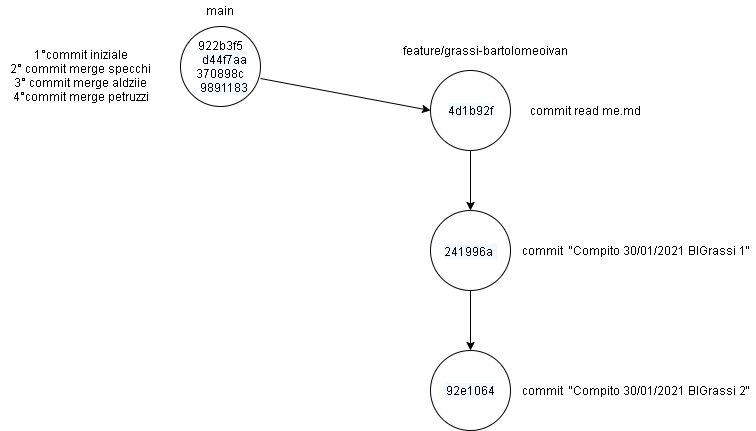 main
1°commit iniziale
2° commit merge specchi
3° commit merge aldziie
4°commit merge petruzzi
922b3f5
d44f7aa
370898c
9891183
feature/grassi-bartolomeoivan
4d1b92f
commit read me.md
241996a
commit "Compito 30/01/2021 BIGrassi 1"
92e1064
commit "Compito 30/01/2021 BIGrassi 2"